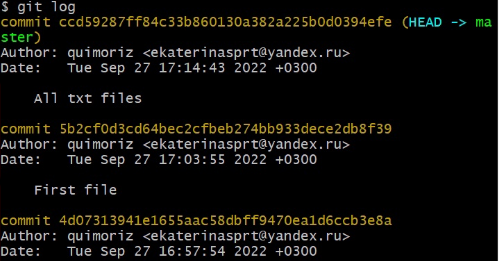 $ git log
commit ccd59287ff84c33b860130a382a225b0d0394efe (HEAD -> ma
ster)
Author: quimoriz <ekaterinasprt@yandex.ru>
Date:   Tue Sep 27 17:14:43 2022 +0300
    All txt files
commit 5b2cf0d3cd64bec2cfbeb274bb933dece2db8f39
Author: quimoriz <ekaterinasprt@yandex.ru>
Date:   Tue Sep 27 17:03:55 2022 +0300
    First file
commit 4d07313941e1655aac58dbff9470ea1d6ccb3e8a
Author: quimoriz <ekaterinasprt@yandex.ru>
Date:   Tue Sep 27 16:57:54 2022 +0300